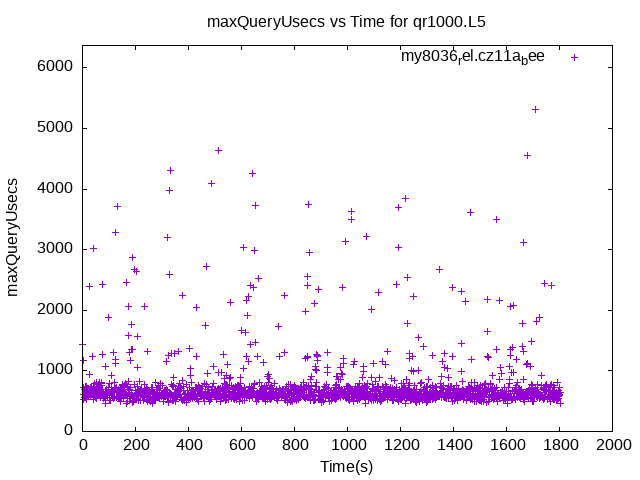 maxQueryUsecs vs Time for qr1000.L5
my8036rel.cz11abee
6000
5000
4000
3000
2000
1000
0
maxQueryUsecs
0 200 400 600 800 1000 1200 1400 1600 1800 2000
Time(s)